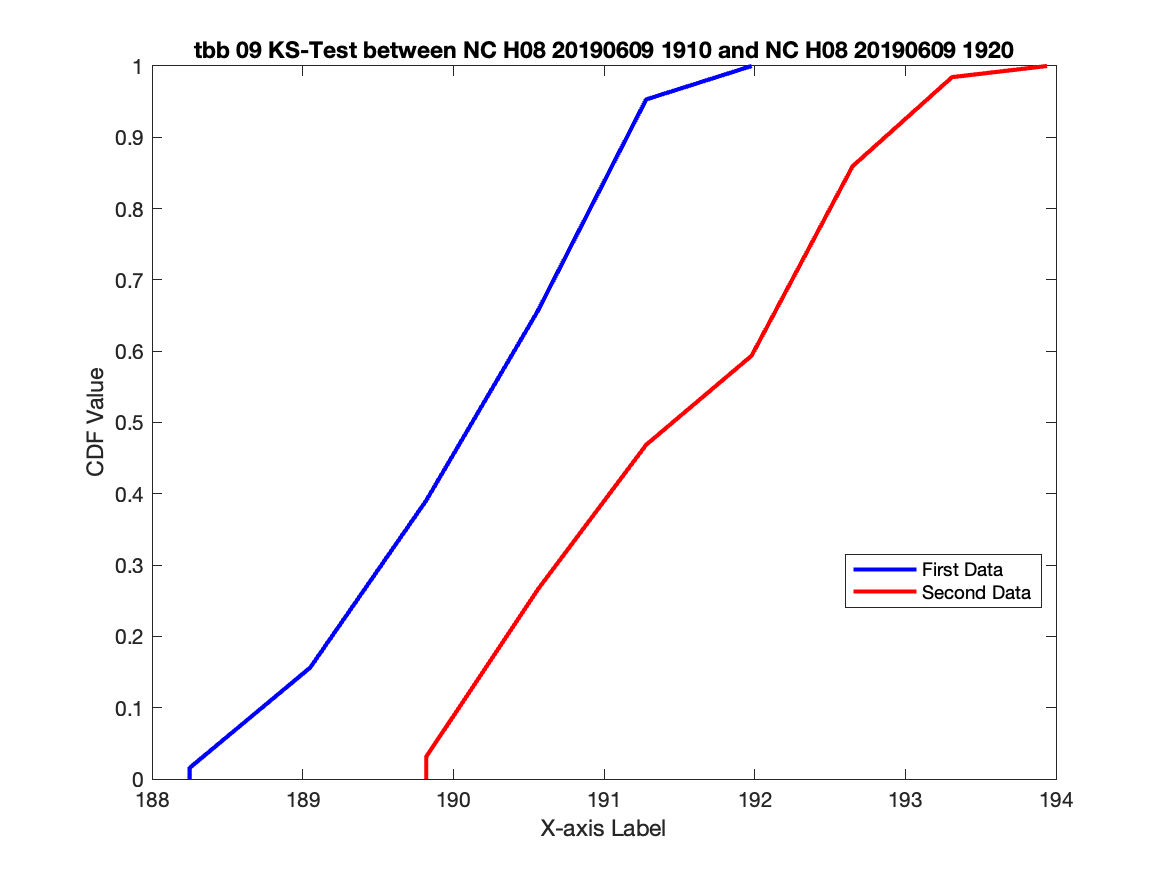 tbb 09 KS-Test between NC H08 20190609 1910 and NC H08 20190609 1920
1
0.9
0.8
0.7
0.6
0.5
0.4
0.3
0.2
0.1
0
CDF Value
First Data
Second Data
188 189 190 191 192 193 194
X-axis Label